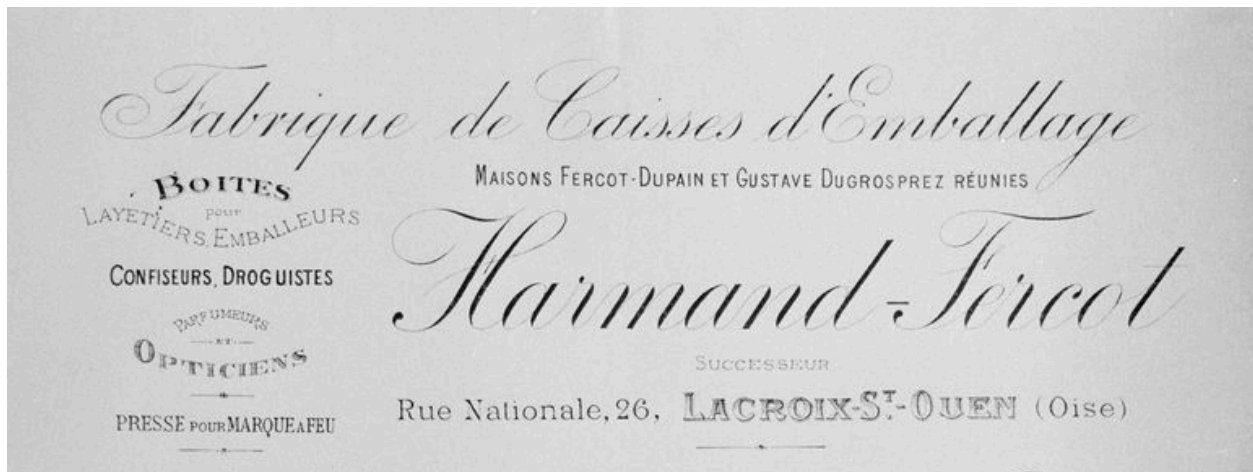 Fabrique de Caisses d'Emballage
MAISONS FERCOT-DUPAIN ET GUSTAVE DUGROSPREZ RÉUNIES
BOITES
pour
LAYETIERS, EMBALLEURS
CONFISEURS, DROGUISTES
PARFUMEURS
ET
OPTICIENS
PRESSE POUR MARQUE A FEU
Harmand-Fercot
SUCCESSEUR
Rue Nationale, 26, LACROIX-ST-OUEN (Oise)